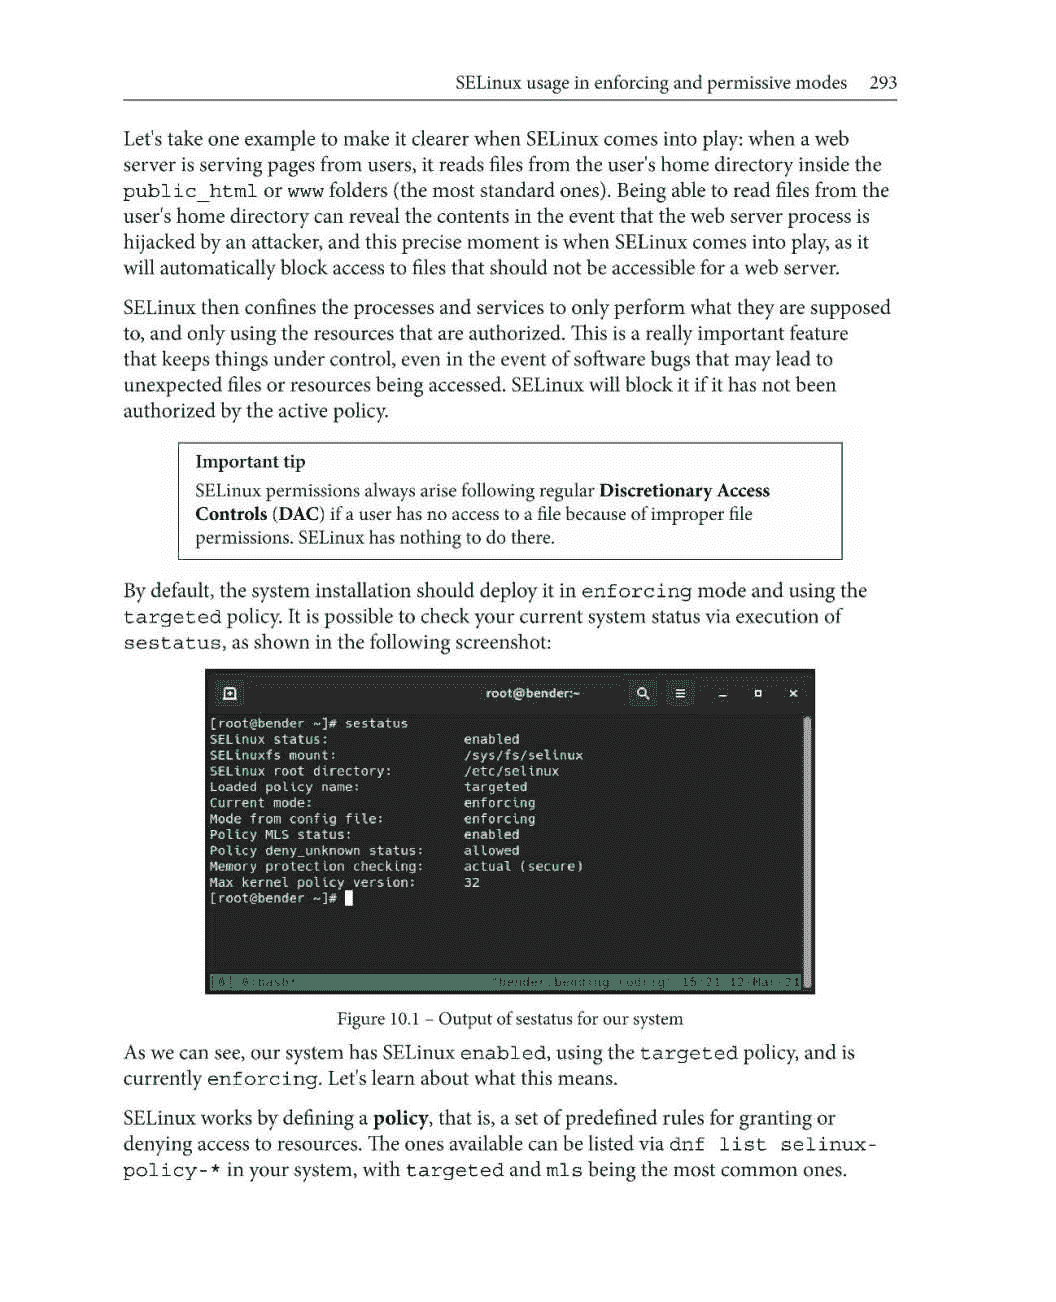 SELinux usage in enforcing and permissive modes 293
Let's take one example to make it clearer when SELinux comes into play: when a web
server is serving pages from users, it reads files from the user's home directory inside the
public_html or www folders (the most standard ones). Being able to read files from the
user's home directory can reveal the contents in the event that the web server process is
hijacked by an attacker, and this precise moment is when SELinux comes into play, as it
will automatically block access to files that should not be accessible for a web server.
SELinux then confines the processes and services to only perform what they are supposed
to, and only using the resources that are authorized. This is a really important feature
that keeps things under control, even in the event of software bugs that may lead to
unexpected files or resources being accessed. SELinux will block it if it has not been
authorized by the active policy.
Important tip
SELinux permissions always arise following regular Discretionary Access
Controls (DAC) if a user has no access to a file because of improper file
permissions. SELinux has nothing to do there.
By default, the system installation should deploy it in enforcing mode and using the
targeted policy. It is possible to check your current system status via execution of
sestatus, as shown in the following screenshot:
root@bender:~
[root@bender ~]# sestatus
SELinux status: enabled
SELinuxfs mount: /sys/fs/selinux
SELinux root directory: /etc/selinux
Loaded policy name: targeted
Current mode: enforcing
Mode from config file: enforcing
Policy MLS status: enabled
Policy deny_unknown status: allowed
Memory protection checking: actual (secure)
Max kernel policy version: 32
[root@bender ~]#
[0] 0:bash* 15:21 12-Mar-21
Figure 10.1 – Output of sestatus for our system
As we can see, our system has SELinux enabled, using the targeted policy, and is
currently enforcing. Let's learn about what this means.
SELinux works by defining a policy, that is, a set of predefined rules for granting or
denying access to resources. The ones available can be listed via dnf list selinux-
policy-* in your system, with targeted and mls being the most common ones.